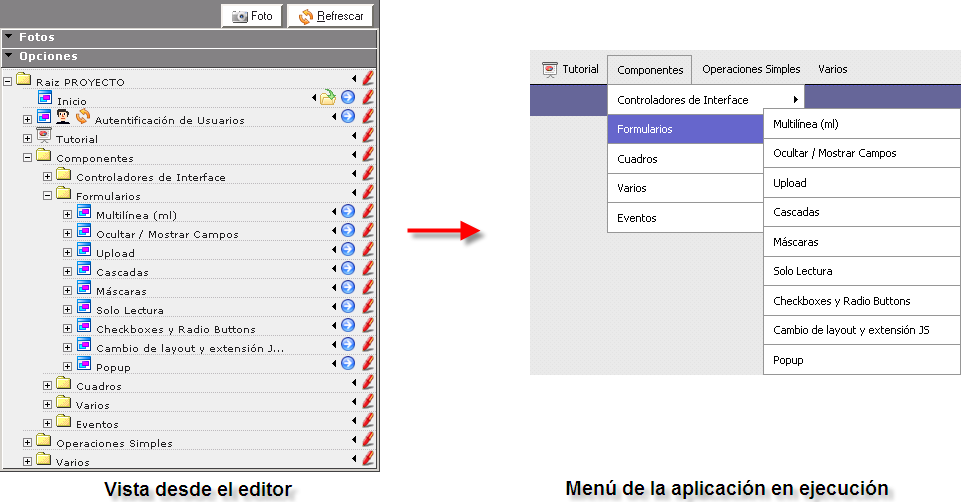 Foto
Refrescar
Fotos
Opciones
Raiz PROYECTO
Inicio
Autentificación de Usuarios
Tutorial
Componentes
Controladores de Interface
Formularios
Multilínea (ml)
Ocultar / Mostrar Campos
Upload
Cascadas
Máscaras
Solo Lectura
Checkboxes y Radio Buttons
Cambio de layout y extensión J...
Popup
Cuadros
Varios
Eventos
Operaciones Simples
Varios
Vista desde el editor
Tutorial
Componentes
Operaciones Simples
Varios
Controladores de Interface
Formularios
Cuadros
Varios
Eventos
Multilínea (ml)
Ocultar / Mostrar Campos
Upload
Cascadas
Máscaras
Solo Lectura
Checkboxes y Radio Buttons
Cambio de layout y extensión JS
Popup
Menú de la aplicación en ejecución